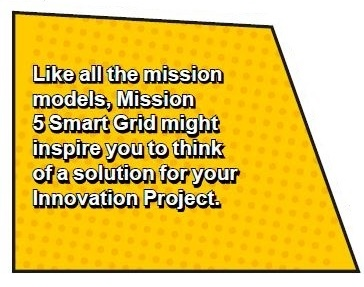 Like all the mission
models, Mission
5 Smart Grid might
inspire you to think
of a solution for your
Innovation Project.